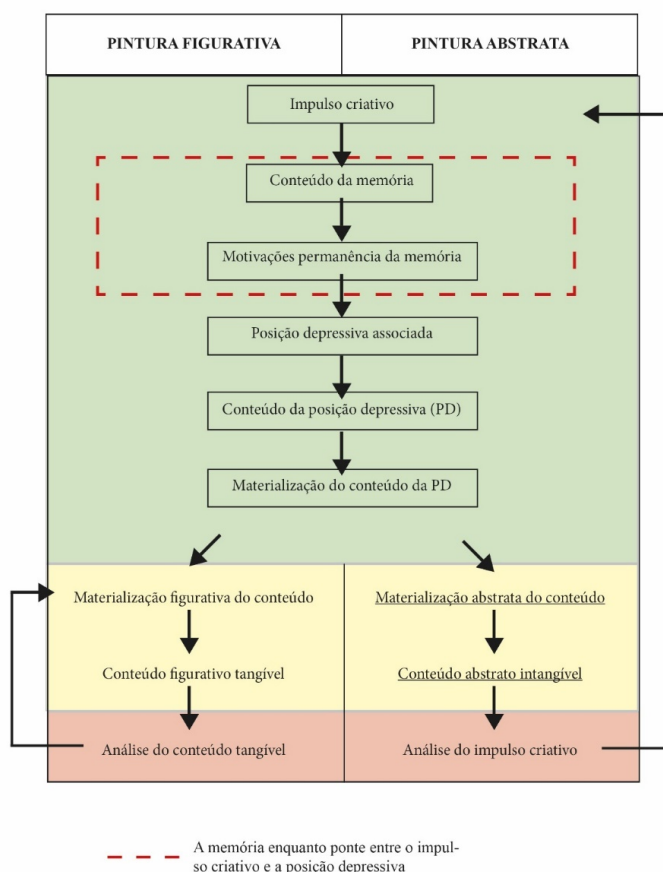 PINTURA FIGURATIVA
PINTURA ABSTRATA
Impulso criativo
Conteúdo da memória
Motivações permanência da memória
Posição depressiva associada
Conteúdo da posição depressiva (PD)
Materialização do conteúdo da PD
Materialização figurativa do conteúdo
Materialização abstrata do conteúdo
Conteúdo figurativo tangível
Conteúdo abstrato intangível
Análise do conteúdo tangível
Análise do impulso criativo
A memória enquanto ponte entre o impul-
so criativo e a posição depressiva